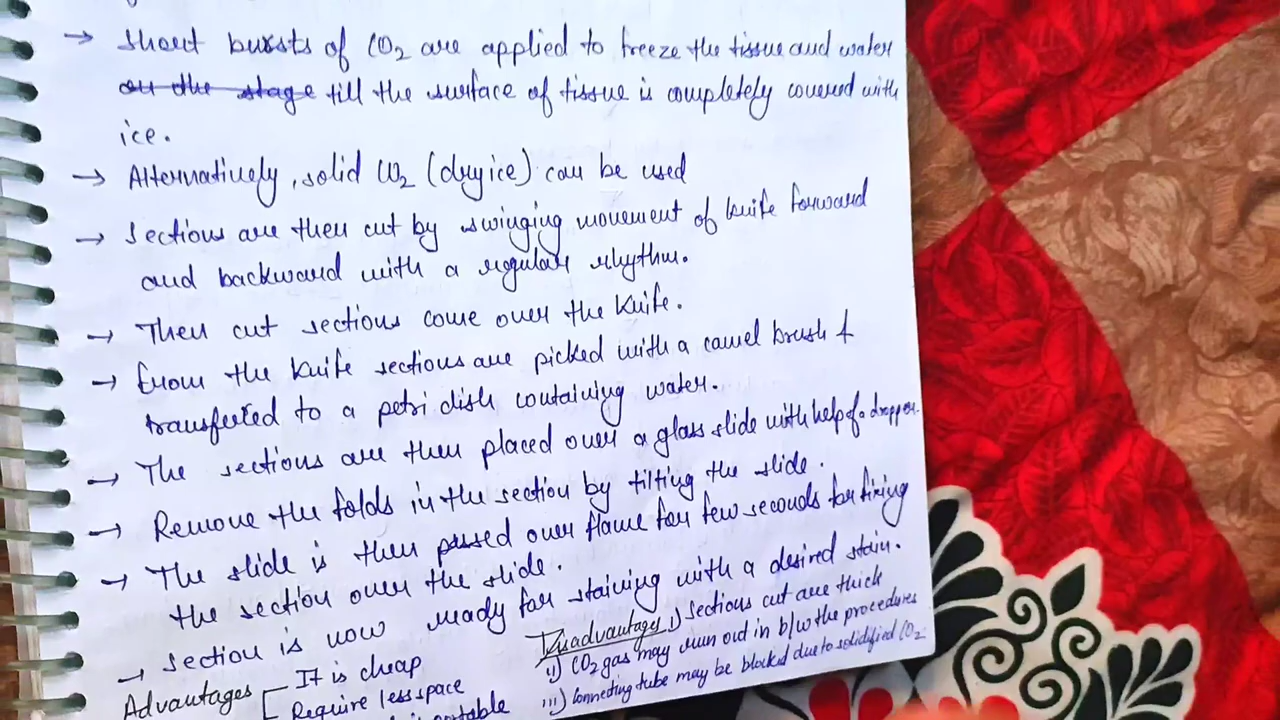 → Short bursts of CO2 are applied to freeze the tissue and water
on the stage till the surface of tissue is completely covered with
ice.
→ Alternatively, solid CO2 (dry ice) can be used
→ Sections are then cut by swinging movement of knife forward
and backward with a regular rhythm.
→ Then cut sections come over the knife.
→ from the knife sections are picked with a camel brush &
transferred to a petri dish containing water.
→ The sections are then placed over a glass slide with help of a dropper.
→ Remove the folds in the section by tilting the slide.
→ The slide is then passed over flame for few seconds for fixing
the section over the slide.
→ section is now ready for staining with a desired stain.
Advantages
It is cheap
Require less space
portable
Disadvantages i) sections cut are thick
ii) CO2 gas may run out in b/w the procedures
iii) Connecting tube may be blocked due to solidified CO2